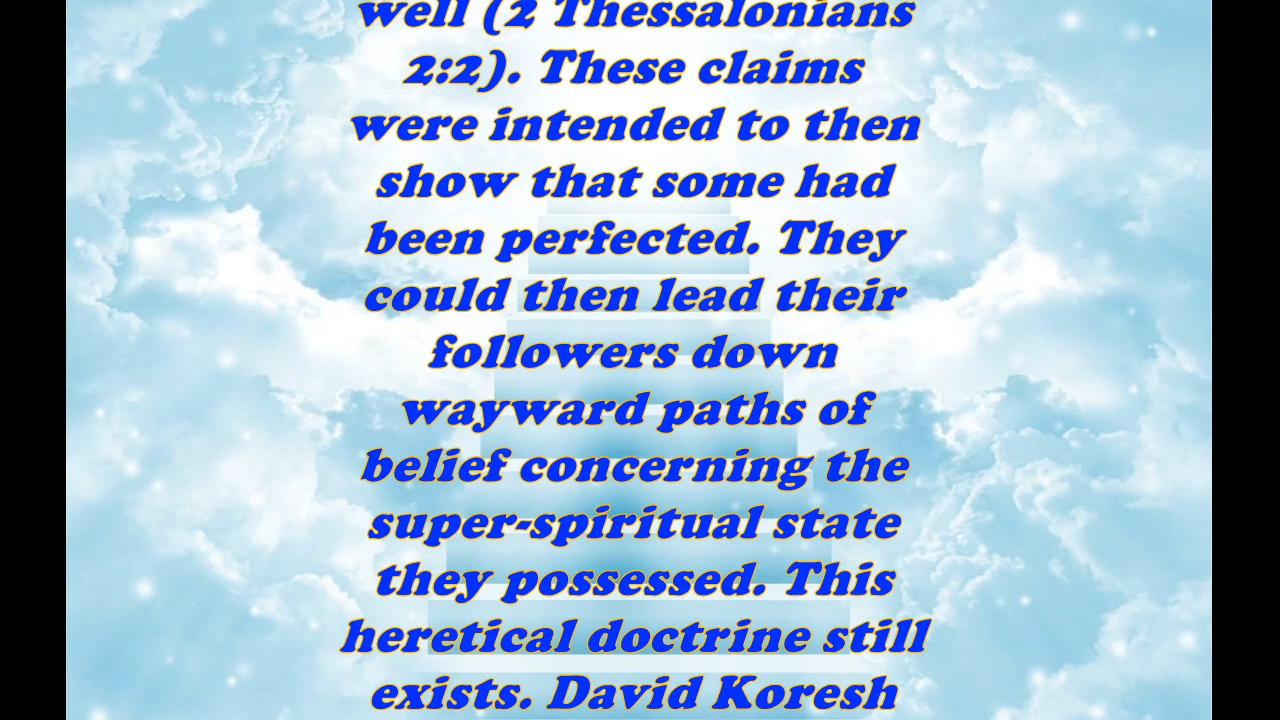 well (2 Thessalonians
2:2). These claims
were intended to then
show that some had
been perfected. They
could then lead their
followers down
wayward paths of
belief concerning the
super-spiritual state
they possessed. This
heretical doctrine still
exists. David Koresh